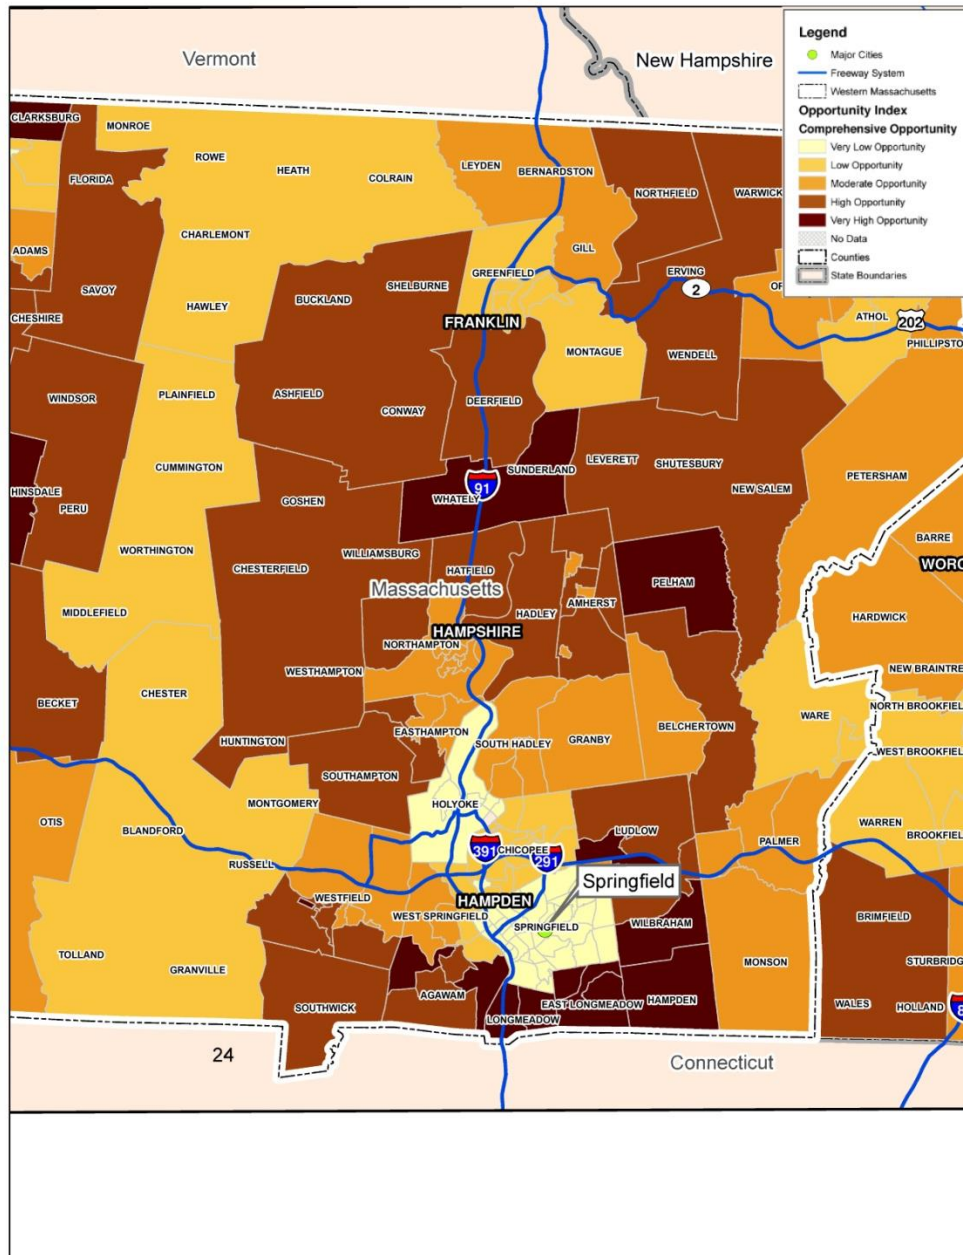 Vermont
New Hampshire
Legend
Major Cities
Freeway System
Western Massachusetts
Opportunity Index
Comprehensive Opportunity
Very Low Opportunity
Low Opportunity
Moderate Opportunity
High Opportunity
Very High Opportunity
No Data
Counties
State Boundaries
CLARKSBURG
MONROE
ROWE
HEATH
COLRAIN
LEYDEN
BERNARDSTON
NORTHFIELD
WARWICK
FLORIDA
CHARLEMONT
ADAMS
GILL
GREENFIELD
ERVING
2
SAVOY
BUCKLAND
SHELBURNE
HAWLEY
CHESHIRE
FRANKLIN
ATHOL
202
PHILLIPSTO
MONTAGUE
WENDELL
WINDSOR
PLAINFIELD
ASHFIELD
CONWAY
DEERFIELD
CUMMINGTON
SUNDERLAND
LEVERETT
SHUTESBURY
PETERSHAM
HINSDALE
PERU
GOSHEN
91
WHATELY
NEW SALEM
WORTHINGTON
WILLIAMSBURG
CHESTERFIELD
HATFIELD
BARRE
WORC
Massachusetts
PELHAM
MIDDLEFIELD
HADLEY
AMHERST
HARDWICK
HAMPSHIRE
NORTHAMPTON
WESTHAMPTON
NEW BRAINTREE
BECKET
CHESTER
NORTH BROOKFIEL
WARE
EASTHAMPTON
BELCHERTOWN
HUNTINGTON
SOUTH HADLEY
GRANBY
WEST BROOKFIE
SOUTHAMPTON
MONTGOMERY
HOLYOKE
OTIS
BLANDFORD
LUDLOW
WARREN
BROOKFIE
PALMER
391
CHICOPEE
291
RUSSELL
Springfield
WESTFIELD
HAMPDEN
WEST SPRINGFIELD
SPRINGFIELD
WILBRAHAM
BRIMFIELD
TOLLAND
GRANVILLE
MONSON
STURBRIDG
AGAWAM
SOUTHWICK
EAST LONGMEADOW
HAMPDEN
LONGMEADOW
WALES
HOLLAND
8
24
Connecticut